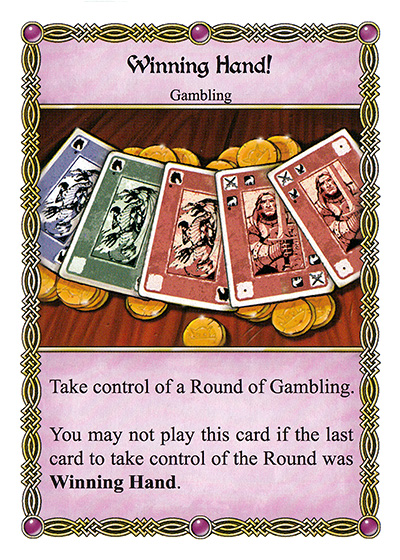 Winning Hand!
Gambling
Take control of a Round of Gambling.
You may not play this card if the last
card to take control of the Round was
Winning Hand.